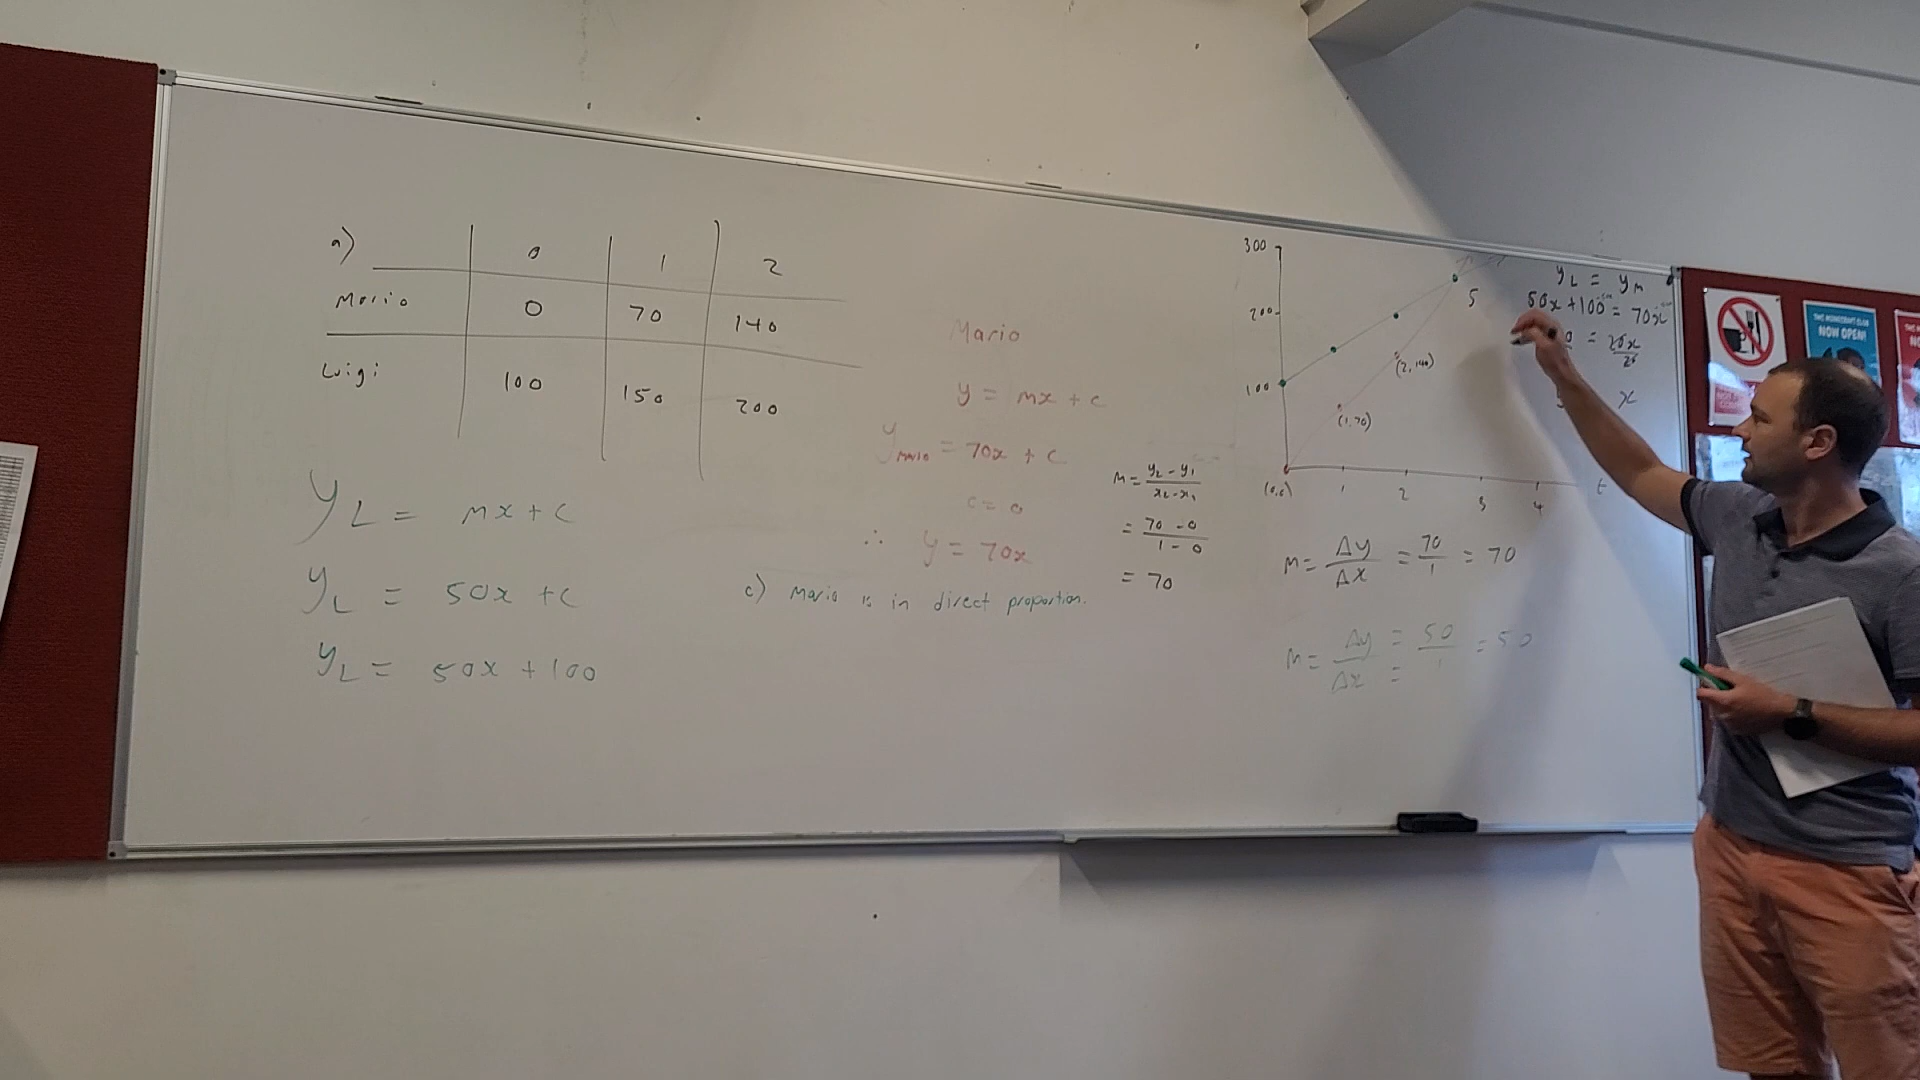 a)
0 1 2
Mario 0 70 140
Luigi 100 150 200
y_L = mx + c
y_L = 50x + c
y_L = 50x + 100
Mario
y = mx + c
y_Mario = 70x + c
c = 0
∴ y = 70x
c) Mario is in direct proportion.
m = (y₂ - y₁)/(x₂ - x₁)
= (70 - 0)/(1 - 0)
= 70
300
200
100
5
(2, 140)
(1, 70)
(0,0) 1 2 3 4 t
m = Δy/Δx = 70/1 = 70
m = Δy/Δx = 50/1 = 50
y_L = y_M
50x + 100 = 70x
= 20x/20
x
NOW OPEN!